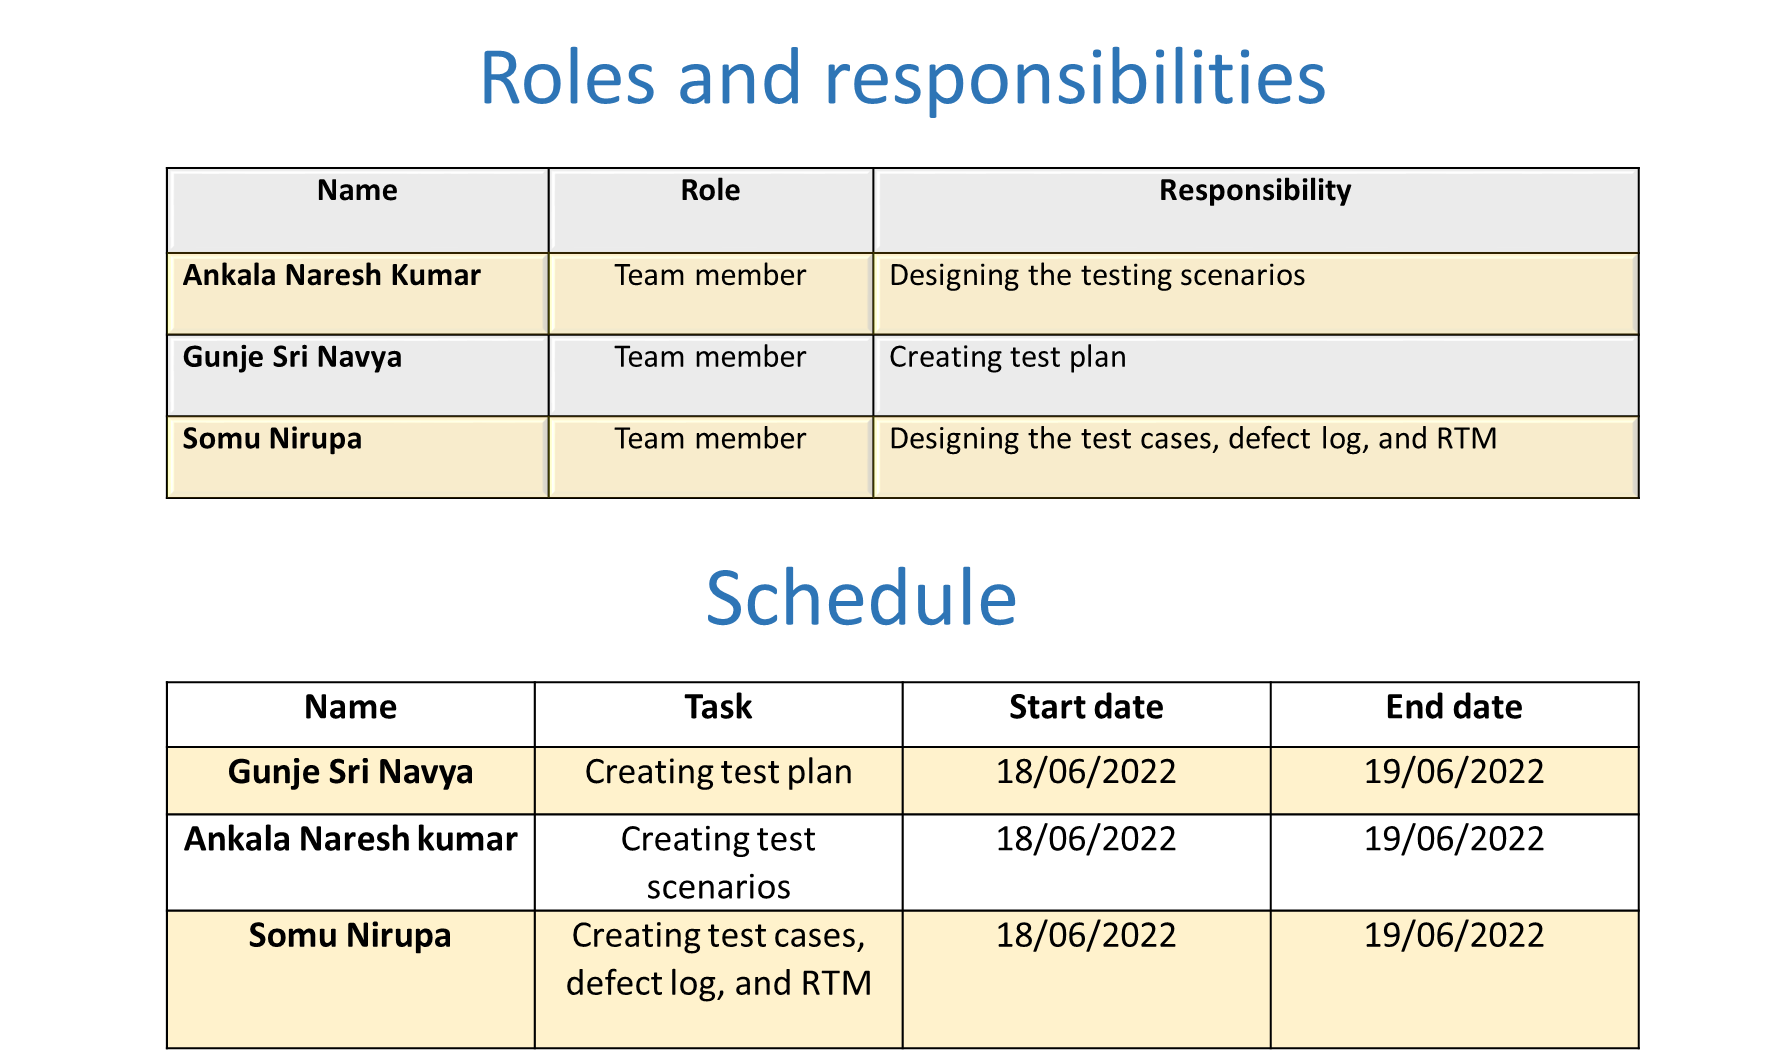 Roles and responsibilities
Name Role Responsibility
Ankala Naresh Kumar Team member Designing the testing scenarios
Gunje Sri Navya Team member Creating test plan
Somu Nirupa Team member Designing the test cases, defect log, and RTM
Schedule
Name Task Start date End date
Gunje Sri Navya Creating test plan 18/06/2022 19/06/2022
Ankala Naresh kumar Creating test 18/06/2022 19/06/2022
scenarios
Somu Nirupa Creating test cases, 18/06/2022 19/06/2022
defect log, and RTM